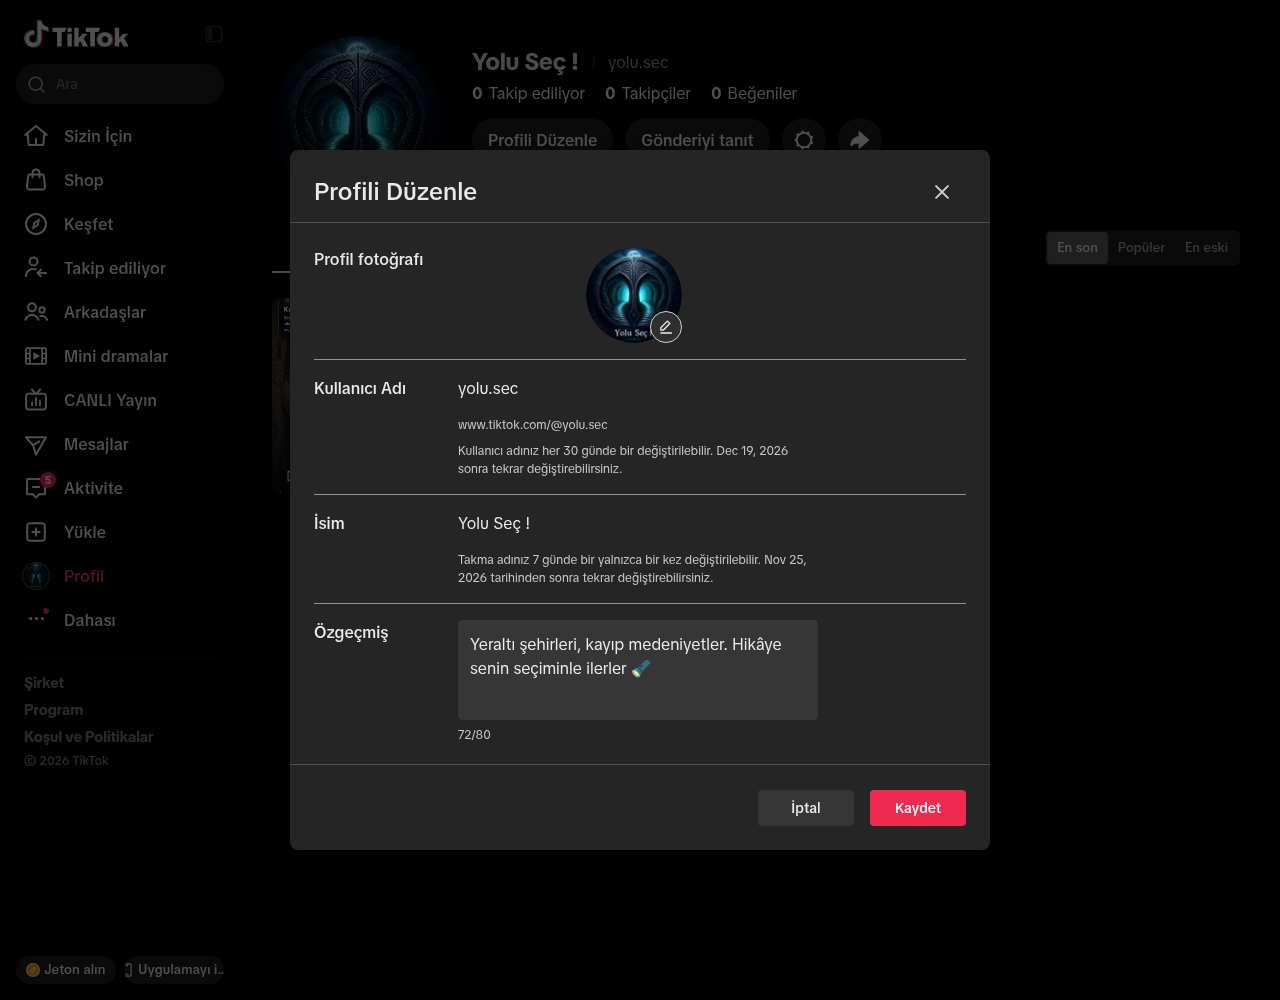 TikTok
Ara
Sizin İçin
Shop
Keşfet
Takip ediliyor
Arkadaşlar
Mini dramalar
CANLI Yayın
Mesajlar
5
Aktivite
Yükle
Profil
Dahası
Şirket
Program
Koşul ve Politikalar
© 2026 TikTok
Jeton alın
Uygulamayı i...
Yolu Seç !
yolu.sec
0 Takip ediliyor 0 Takipçiler 0 Beğeniler
Profili Düzenle
Gönderiyi tanıt
En son
Popüler
En eski
Profili Düzenle
Profil fotoğrafı
Yolu Seç
Kullanıcı Adı
yolu.sec
www.tiktok.com/@yolu.sec
Kullanıcı adınız her 30 günde bir değiştirilebilir. Dec 19, 2026
sonra tekrar değiştirebilirsiniz.
İsim
Yolu Seç !
Takma adınız 7 günde bir yalnızca bir kez değiştirilebilir. Nov 25,
2026 tarihinden sonra tekrar değiştirebilirsiniz.
Özgeçmiş
Yeraltı şehirleri, kayıp medeniyetler. Hikâye
senin seçiminle ilerler 🔦
72/80
İptal
Kaydet